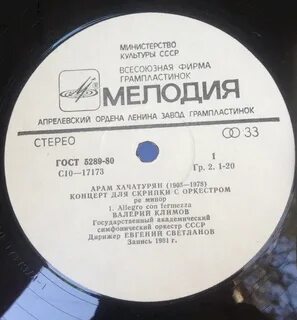 МИНИСТЕРСТВО
КУЛЬТУРЫ СССР
ВСЕСОЮЗНАЯ ФИРМА
ГРАМПЛАСТИНОК
МЕЛОДИЯ
АПРЕЛЕВСКИЙ ОРДЕНА ЛЕНИНА ЗАВОД ГРАМПЛАСТИНОК
СТЕРЕО 33
ГОСТ 5289-80 1
С10-17173 Гр. 2. 1-20
АРАМ ХАЧАТУРЯН (1903-1978)
КОНЦЕРТ ДЛЯ СКРИПКИ С ОРКЕСТРОМ
ре минор
1. Allegro con fermezza
ВАЛЕРИЙ КЛИМОВ
Государственный академический
симфонический оркестр СССР
Дирижер ЕВГЕНИЙ СВЕТЛАНОВ
Запись 1981 г.